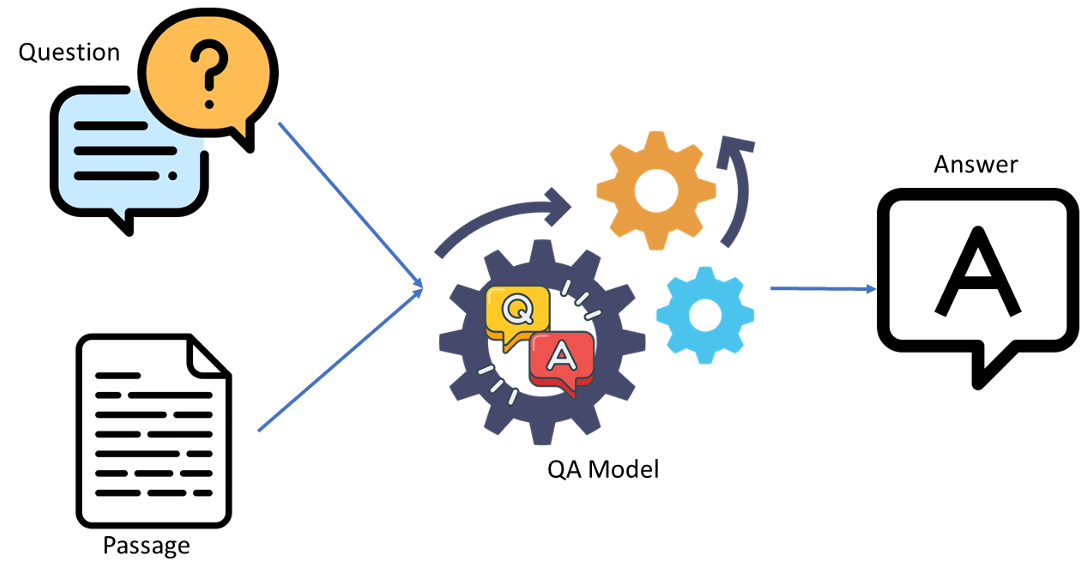 Question
?
Passage
Q
A
QA Model
Answer
A